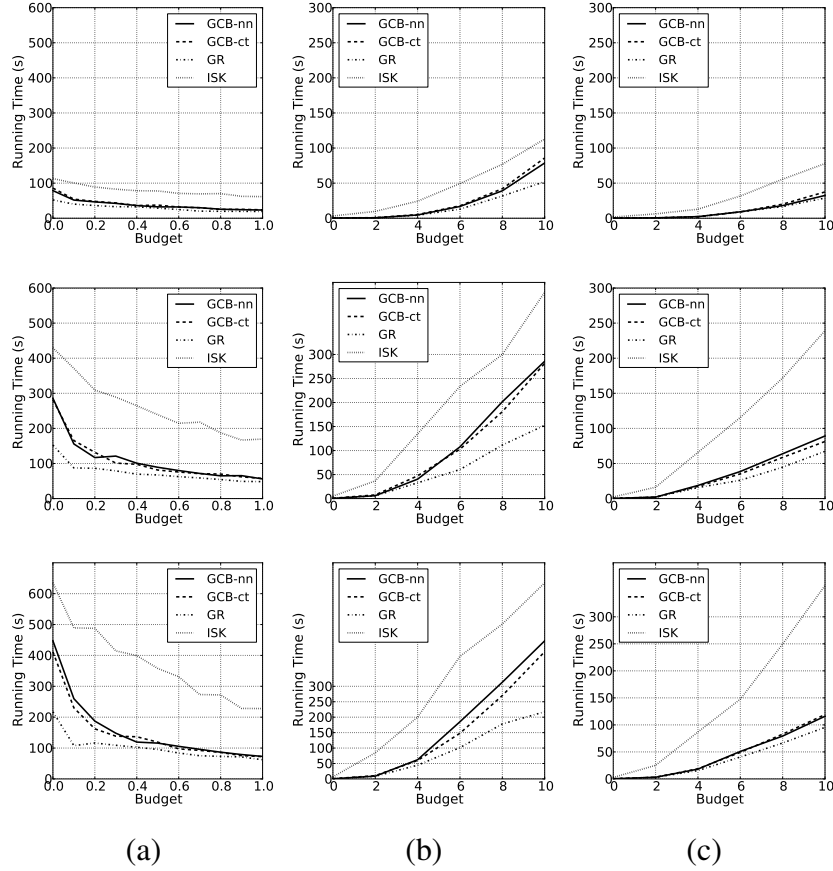 Running Time (s)
600
500
400
300
200
100
0
GCB-nn
GCB-ct
GR
ISK
0.0 0.2 0.4 0.6 0.8 1.0
Budget
Running Time (s)
300
250
200
150
100
50
0
GCB-nn
GCB-ct
GR
ISK
0 2 4 6 8 10
Budget
Running Time (s)
300
250
200
150
100
50
0
GCB-nn
GCB-ct
GR
ISK
0 2 4 6 8 10
Budget
Running Time (s)
600
500
400
300
200
100
0
GCB-nn
GCB-ct
GR
ISK
0.0 0.2 0.4 0.6 0.8 1.0
Budget
Running Time (s)
300
250
200
150
100
50
0
GCB-nn
GCB-ct
GR
ISK
0 2 4 6 8 10
Budget
Running Time (s)
300
250
200
150
100
50
0
GCB-nn
GCB-ct
GR
ISK
0 2 4 6 8 10
Budget
Running Time (s)
600
500
400
300
200
100
0
GCB-nn
GCB-ct
GR
ISK
0.0 0.2 0.4 0.6 0.8 1.0
Budget
Running Time (s)
300
250
200
150
100
50
0
GCB-nn
GCB-ct
GR
ISK
0 2 4 6 8 10
Budget
Running Time (s)
300
250
200
150
100
50
0
GCB-nn
GCB-ct
GR
ISK
0 2 4 6 8 10
Budget
(a) (b) (c)